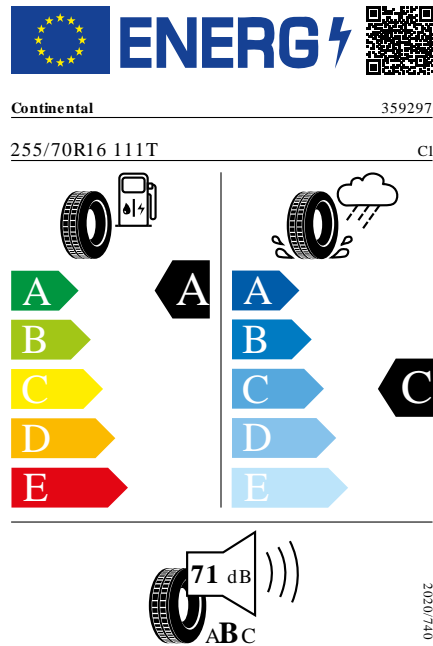 ENERG
Continental 359297
255/70R16 111T C1
A A A
B B
C C C
D D
E E
71 dB
ABC
2020/740